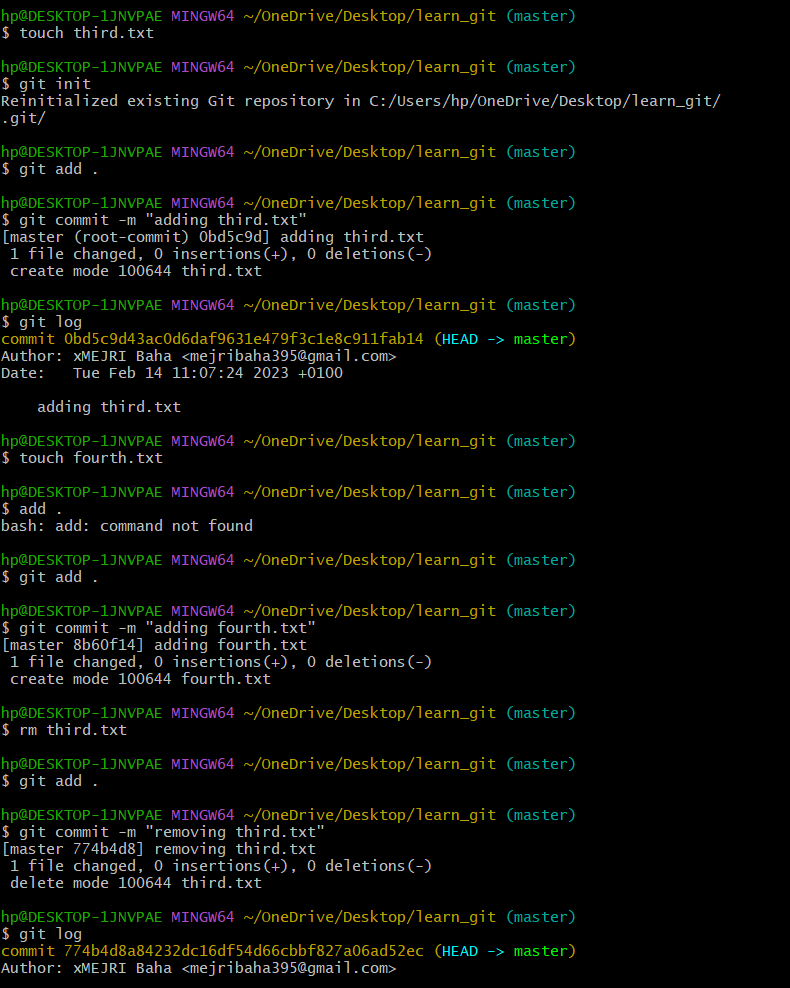 hp@DESKTOP-1JNVPAE MINGW64 ~/OneDrive/Desktop/learn_git (master)
$ touch third.txt
hp@DESKTOP-1JNVPAE MINGW64 ~/OneDrive/Desktop/learn_git (master)
$ git init
Reinitialized existing Git repository in C:/Users/hp/OneDrive/Desktop/learn_git/
.git/
hp@DESKTOP-1JNVPAE MINGW64 ~/OneDrive/Desktop/learn_git (master)
$ git add .
hp@DESKTOP-1JNVPAE MINGW64 ~/OneDrive/Desktop/learn_git (master)
$ git commit -m "adding third.txt"
[master (root-commit) 0bd5c9d] adding third.txt
 1 file changed, 0 insertions(+), 0 deletions(-)
 create mode 100644 third.txt
hp@DESKTOP-1JNVPAE MINGW64 ~/OneDrive/Desktop/learn_git (master)
$ git log
commit 0bd5c9d43ac0d6daf9631e479f3c1e8c911fab14 (HEAD -> master)
Author: xMEJRI Baha <mejribaha395@gmail.com>
Date:   Tue Feb 14 11:07:24 2023 +0100
    adding third.txt
hp@DESKTOP-1JNVPAE MINGW64 ~/OneDrive/Desktop/learn_git (master)
$ touch fourth.txt
hp@DESKTOP-1JNVPAE MINGW64 ~/OneDrive/Desktop/learn_git (master)
$ add .
bash: add: command not found
hp@DESKTOP-1JNVPAE MINGW64 ~/OneDrive/Desktop/learn_git (master)
$ git add .
hp@DESKTOP-1JNVPAE MINGW64 ~/OneDrive/Desktop/learn_git (master)
$ git commit -m "adding fourth.txt"
[master 8b60f14] adding fourth.txt
 1 file changed, 0 insertions(+), 0 deletions(-)
 create mode 100644 fourth.txt
hp@DESKTOP-1JNVPAE MINGW64 ~/OneDrive/Desktop/learn_git (master)
$ rm third.txt
hp@DESKTOP-1JNVPAE MINGW64 ~/OneDrive/Desktop/learn_git (master)
$ git add .
hp@DESKTOP-1JNVPAE MINGW64 ~/OneDrive/Desktop/learn_git (master)
$ git commit -m "removing third.txt"
[master 774b4d8] removing third.txt
 1 file changed, 0 insertions(+), 0 deletions(-)
 delete mode 100644 third.txt
hp@DESKTOP-1JNVPAE MINGW64 ~/OneDrive/Desktop/learn_git (master)
$ git log
commit 774b4d8a84232dc16df54d66cbbf827a06ad52ec (HEAD -> master)
Author: xMEJRI Baha <mejribaha395@gmail.com>